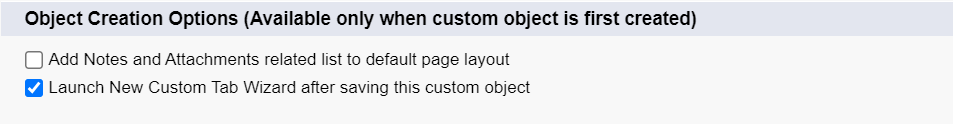 Object Creation Options (Available only when custom object is first created)
Add Notes and Attachments related list to default page layout
Launch New Custom Tab Wizard after saving this custom object